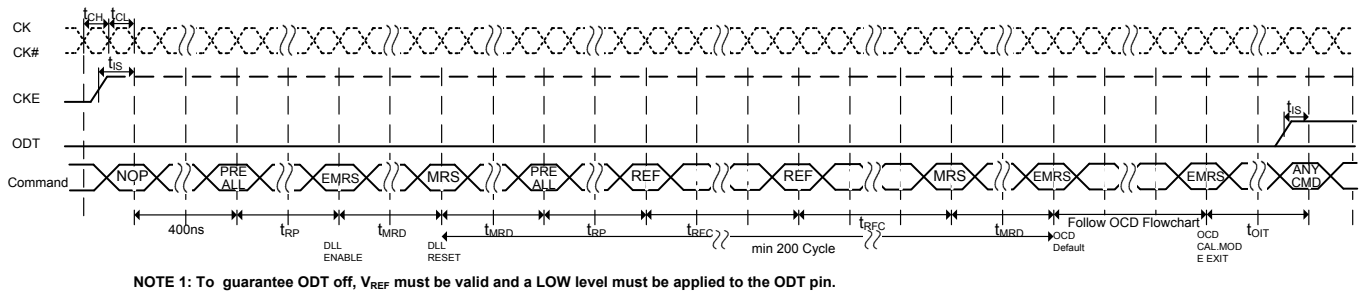 tCH tCL
CK
CK#
tIS
CKE
tIS
ODT
Command NOP PRE ALL EMRS MRS PRE ALL REF REF MRS EMRS EMRS ANY CMD
400ns tRP tMRD tMRD tRP tRFC tRFC tMRD Follow OCD Flowchart tOIT
DLL ENABLE
DLL RESET
min 200 Cycle
OCD Default
OCD CAL.MOD E EXIT
NOTE 1: To guarantee ODT off, VREF must be valid and a LOW level must be applied to the ODT pin.